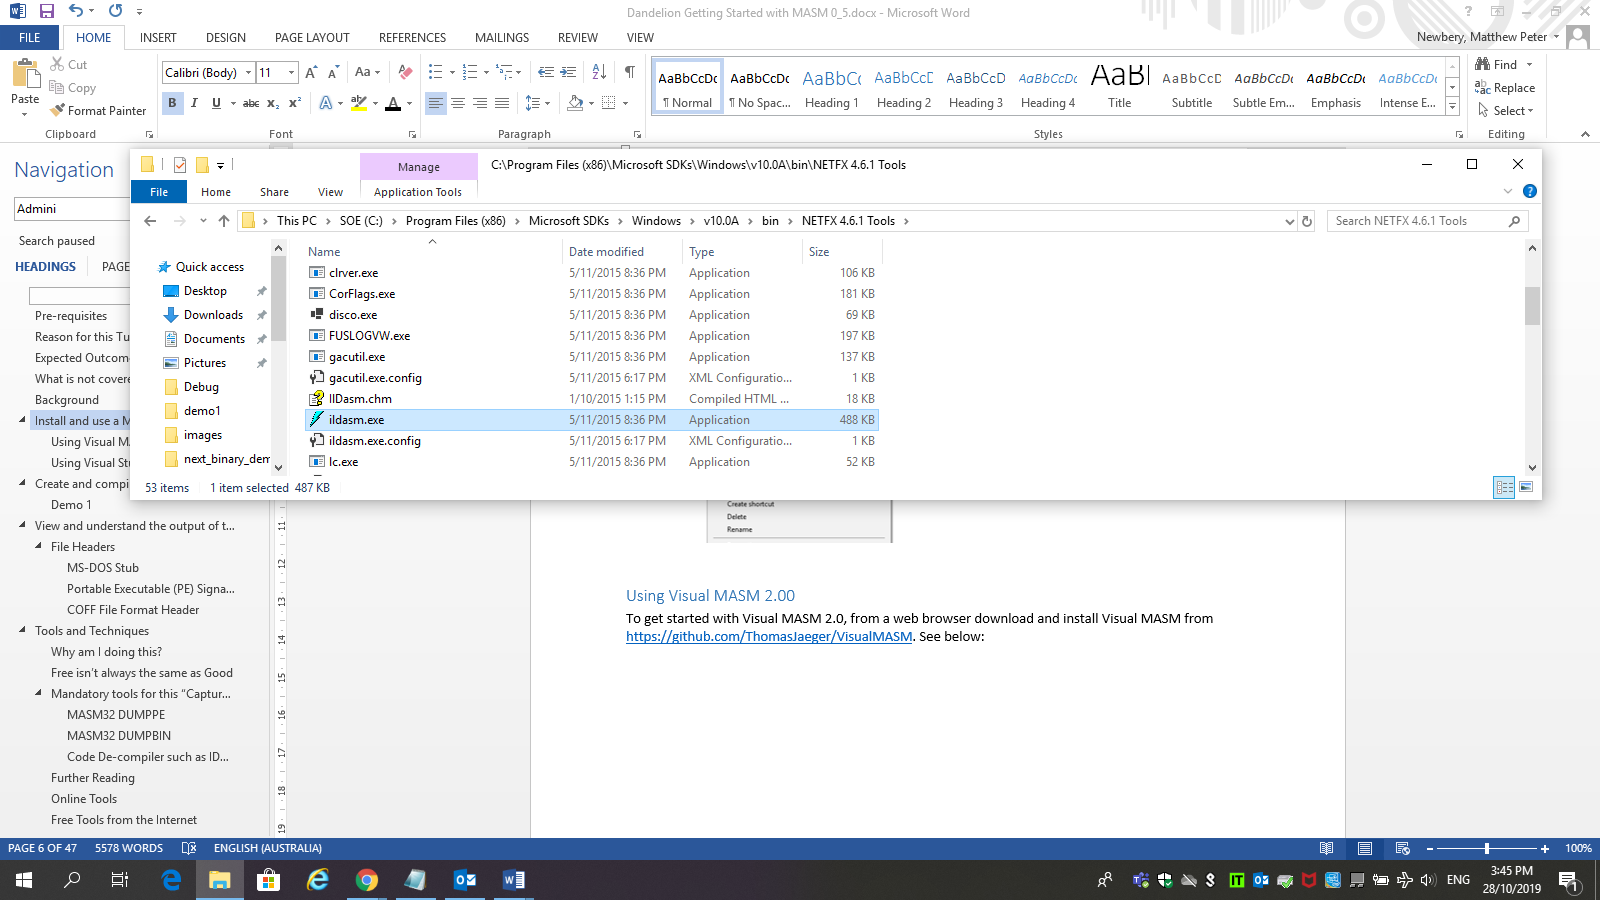 Dandelion Getting Started with MASM 0_5.docx - Microsoft Word
FILE HOME INSERT DESIGN PAGE LAYOUT REFERENCES MAILINGS REVIEW VIEW
Newbery, Matthew Peter
Paste
Cut
Copy
Format Painter
Calibri (Body) 11
AaBbCcDc ¶ Normal
AaBbCcDc ¶ No Spac...
AaBbCc Heading 1
AaBbCcD Heading 2
AaBbCcD Heading 3
AaBbCcDc Heading 4
AaBl Title
AaBbCcD Subtitle
AaBbCcDc Subtle Em...
AaBbCcDc Emphasis
AaBbCcDc Intense E...
Find
Replace
Select
Clipboard Font Paragraph Styles Editing
Navigation
Admini
Search paused
HEADINGS PAGE
Pre-requisites
Reason for this Tu
Expected Outcome
What is not covere
Background
Install and use a M
Using Visual M
Using Visual Stu
Create and compi
Demo 1
View and understand the output of t...
File Headers
MS-DOS Stub
Portable Executable (PE) Signa...
COFF File Format Header
Tools and Techniques
Why am I doing this?
Free isn't always the same as Good
Mandatory tools for this “Captur...
MASM32 DUMPPE
MASM32 DUMPBIN
Code De-compiler such as ID...
Further Reading
Online Tools
Free Tools from the Internet
Manage
C:\Program Files (x86)\Microsoft SDKs\Windows\v10.0A\bin\NETFX 4.6.1 Tools
File Home Share View Application Tools
This PC SOE (C:) Program Files (x86) Microsoft SDKs Windows v10.0A bin NETFX 4.6.1 Tools
Search NETFX 4.6.1 Tools
Quick access
Desktop
Downloads
Documents
Pictures
Debug
demo1
images
next_binary_dem
Name Date modified Type Size
clrver.exe 5/11/2015 8:36 PM Application 106 KB
CorFlags.exe 5/11/2015 8:36 PM Application 181 KB
disco.exe 5/11/2015 8:36 PM Application 69 KB
FUSLOGVW.exe 5/11/2015 8:36 PM Application 197 KB
gacutil.exe 5/11/2015 8:36 PM Application 137 KB
gacutil.exe.config 5/11/2015 6:17 PM XML Configuratio... 1 KB
IlDasm.chm 1/10/2015 1:15 PM Compiled HTML ... 18 KB
ildasm.exe 5/11/2015 8:36 PM Application 488 KB
ildasm.exe.config 5/11/2015 6:17 PM XML Configuratio... 1 KB
lc.exe 5/11/2015 8:36 PM Application 52 KB
53 items 1 item selected 487 KB
Create shortcut
Delete
Rename
Using Visual MASM 2.00
To get started with Visual MASM 2.0, from a web browser download and install Visual MASM from
https://github.com/ThomasJaeger/VisualMASM. See below:
11
12
13
14
15
16
17
18
19
PAGE 6 OF 47 5578 WORDS ENGLISH (AUSTRALIA) 100%
ENG
3:45 PM
28/10/2019
1